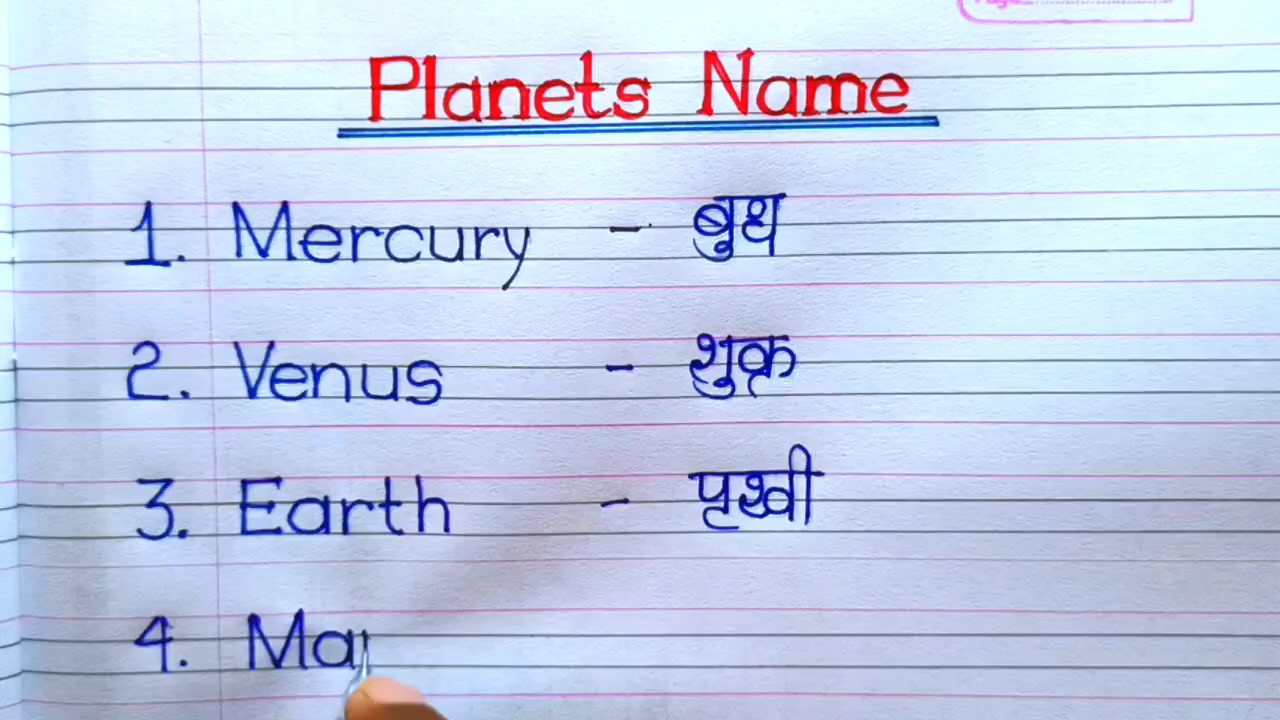 Planets Name
1. Mercury - बुध
2. Venus - शुक्र
3. Earth - पृथ्वी
4. Ma